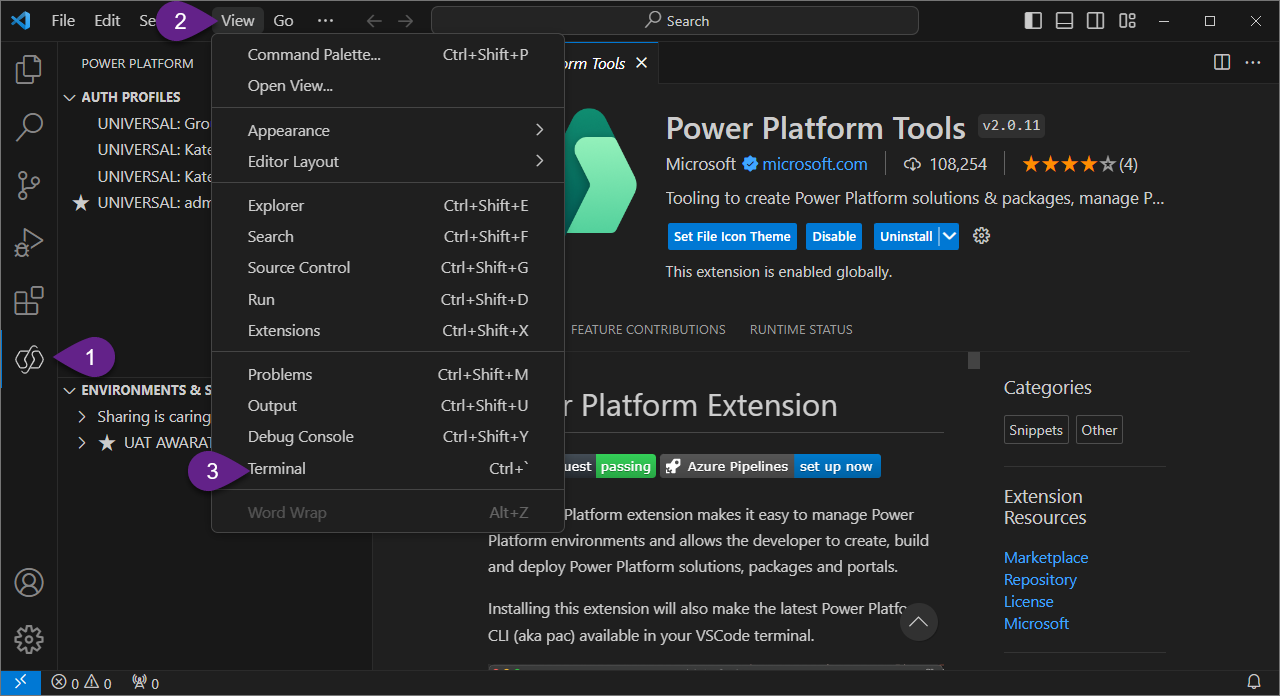 File Edit Se 2 View Go ··· Search
POWER PLATFORM
AUTH PROFILES
UNIVERSAL: Gro
UNIVERSAL: Kate
UNIVERSAL: Kate
UNIVERSAL: adm
1
ENVIRONMENTS & S
Sharing is caring
UAT AWARAT
Command Palette... Ctrl+Shift+P
Open View...
Appearance
Editor Layout
Explorer Ctrl+Shift+E
Search Ctrl+Shift+F
Source Control Ctrl+Shift+G
Run Ctrl+Shift+D
Extensions Ctrl+Shift+X
Problems Ctrl+Shift+M
Output Ctrl+Shift+U
Debug Console Ctrl+Shift+Y
3 Terminal Ctrl+`
Word Wrap Alt+Z
orm Tools
Power Platform Tools v2.0.11
Microsoft microsoft.com 108,254 (4)
Tooling to create Power Platform solutions & packages, manage P...
Set File Icon Theme Disable Uninstall
This extension is enabled globally.
FEATURE CONTRIBUTIONS RUNTIME STATUS
r Platform Extension
uest passing Azure Pipelines set up now
Platform extension makes it easy to manage Power
Platform environments and allows the developer to create, build
and deploy Power Platform solutions, packages and portals.
Installing this extension will also make the latest Power Platfo
CLI (aka pac) available in your VSCode terminal.
Categories
Snippets Other
Extension
Resources
Marketplace
Repository
License
Microsoft
0 0 0